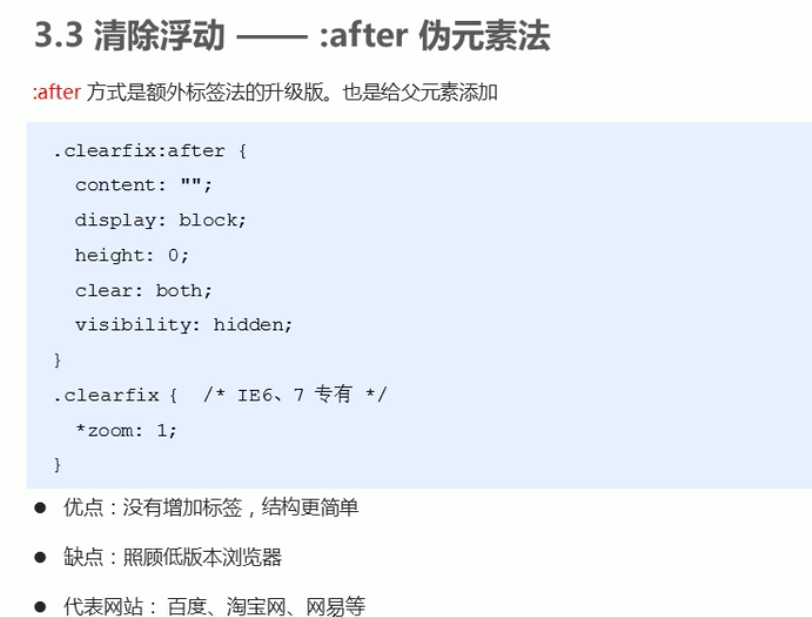 3.3 清除浮动 —— :after 伪元素法
:after 方式是额外标签法的升级版。也是给父元素添加
.clearfix:after {
content: "";
display: block;
height: 0;
clear: both;
visibility: hidden;
}
.clearfix { /* IE6、7 专有 */
*zoom: 1;
}
● 优点：没有增加标签，结构更简单
● 缺点：照顾低版本浏览器
● 代表网站： 百度、淘宝网、网易等